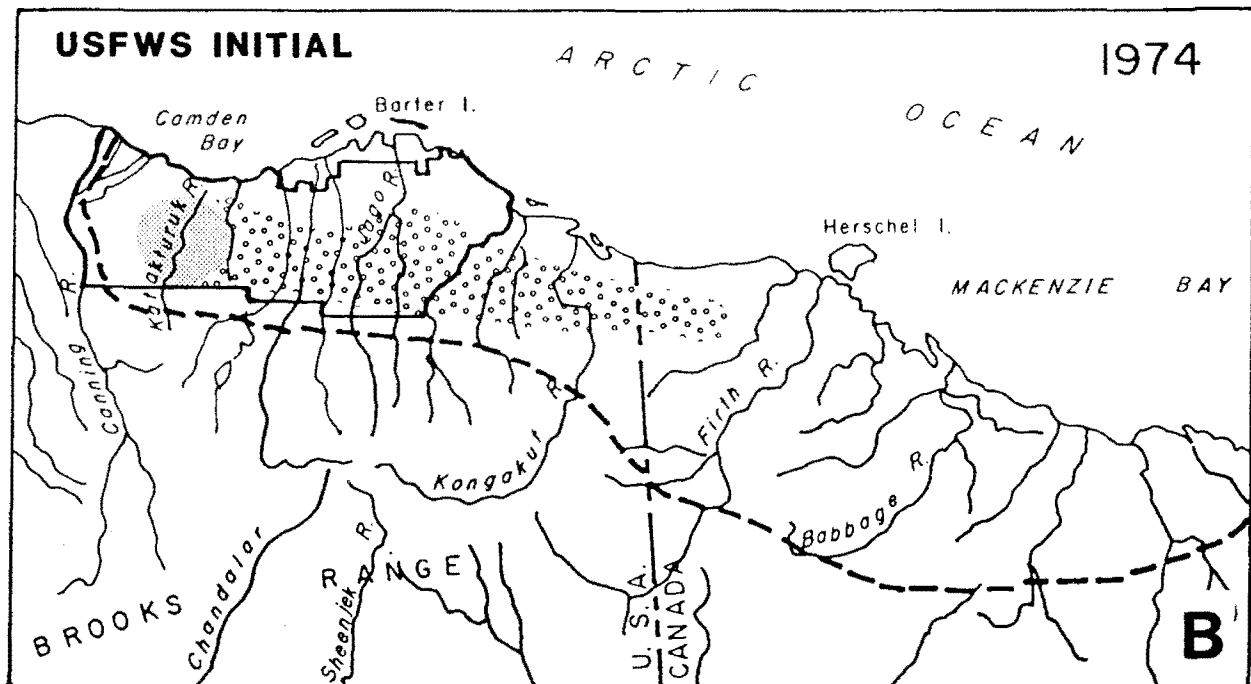 USFWS INITIAL
1974
ARCTIC OCEAN
Camden
Bay
Barter I.
Katakturuk R.
Jago R.
Herschel I.
MACKENZIE BAY
Canning R.
Kongakut R.
Firth R.
Babbage R.
Chandalar
Sheenjek R.
BROOKS RANGE
U. S. A.
CANADA
B